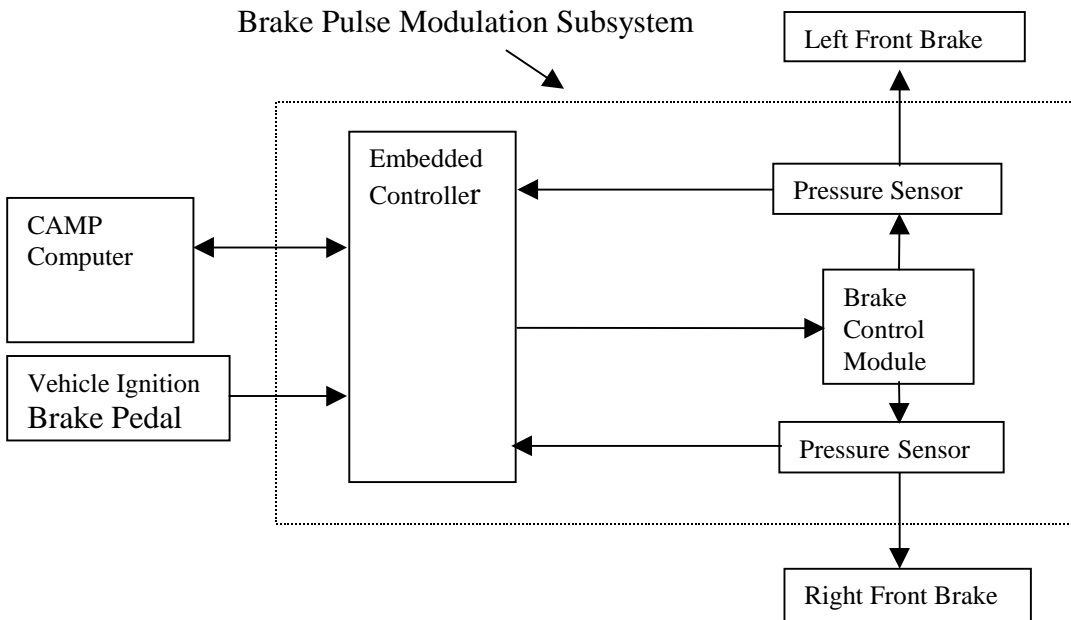 Brake Pulse Modulation Subsystem
Left Front Brake
Embedded
Controller
Pressure Sensor
CAMP
Computer
Brake
Control
Module
Vehicle Ignition
Brake Pedal
Pressure Sensor
Right Front Brake